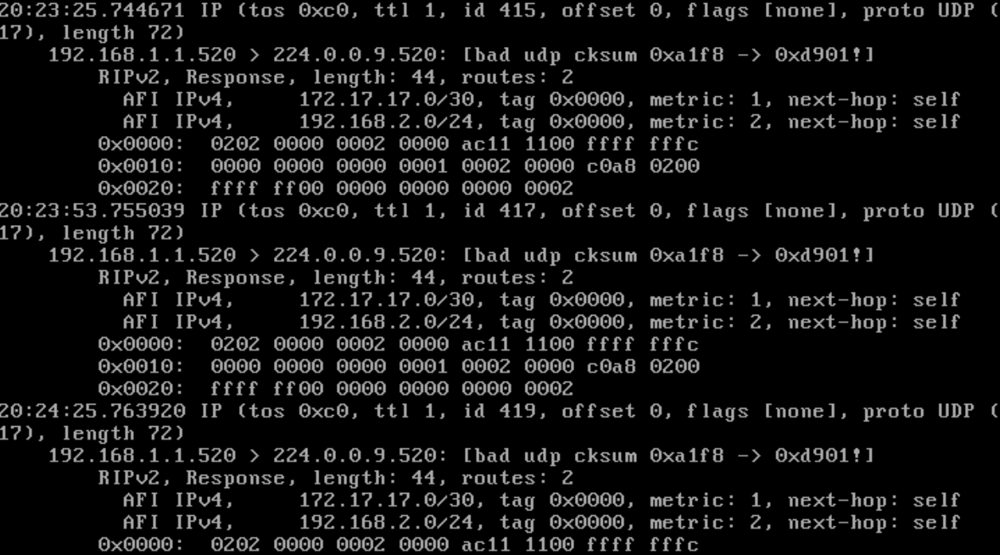 20:23:25.744671 IP (tos 0xc0, ttl 1, id 415, offset 0, flags [none], proto UDP (
17), length 72)
    192.168.1.1.520 > 224.0.0.9.520: [bad udp cksum 0xa1f8 -> 0xd901!]
        RIPv2, Response, length: 44, routes: 2
          AFI IPv4,     172.17.17.0/30, tag 0x0000, metric: 1, next-hop: self
          AFI IPv4,     192.168.2.0/24, tag 0x0000, metric: 2, next-hop: self
        0x0000:  0202 0000 0002 0000 ac11 1100 ffff fffc
        0x0010:  0000 0000 0000 0001 0002 0000 c0a8 0200
        0x0020:  ffff ff00 0000 0000 0000 0002
20:23:53.755039 IP (tos 0xc0, ttl 1, id 417, offset 0, flags [none], proto UDP (
17), length 72)
    192.168.1.1.520 > 224.0.0.9.520: [bad udp cksum 0xa1f8 -> 0xd901!]
        RIPv2, Response, length: 44, routes: 2
          AFI IPv4,     172.17.17.0/30, tag 0x0000, metric: 1, next-hop: self
          AFI IPv4,     192.168.2.0/24, tag 0x0000, metric: 2, next-hop: self
        0x0000:  0202 0000 0002 0000 ac11 1100 ffff fffc
        0x0010:  0000 0000 0000 0001 0002 0000 c0a8 0200
        0x0020:  ffff ff00 0000 0000 0000 0002
20:24:25.763920 IP (tos 0xc0, ttl 1, id 419, offset 0, flags [none], proto UDP (
17), length 72)
    192.168.1.1.520 > 224.0.0.9.520: [bad udp cksum 0xa1f8 -> 0xd901!]
        RIPv2, Response, length: 44, routes: 2
          AFI IPv4,     172.17.17.0/30, tag 0x0000, metric: 1, next-hop: self
          AFI IPv4,     192.168.2.0/24, tag 0x0000, metric: 2, next-hop: self
        0x0000:  0202 0000 0002 0000 ac11 1100 ffff fffc